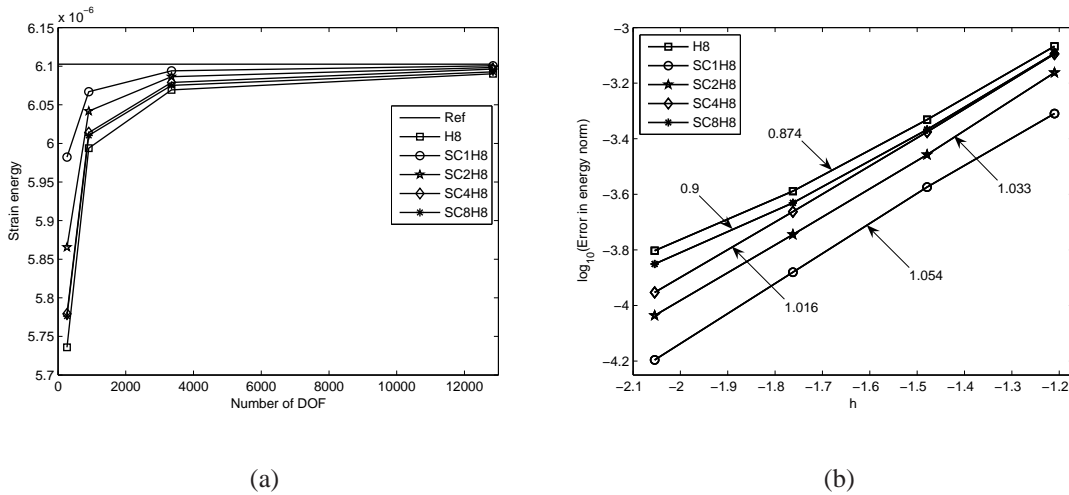 x 10⁻⁶
6.15
6.1
6.05
6
5.95
5.9
5.85
5.8
5.75
5.7
Strain energy
0 2000 4000 6000 8000 10000 12000
Number of DOF
Ref
H8
SC1H8
SC2H8
SC4H8
SC8H8
(a)
−3
−3.2
−3.4
−3.6
−3.8
−4
−4.2
log₁₀(Error in energy norm)
H8
SC1H8
SC2H8
SC4H8
SC8H8
0.874
0.9
1.033
1.054
1.016
−2.1 −2 −1.9 −1.8 −1.7 −1.6 −1.5 −1.4 −1.3 −1.2
h
(b)